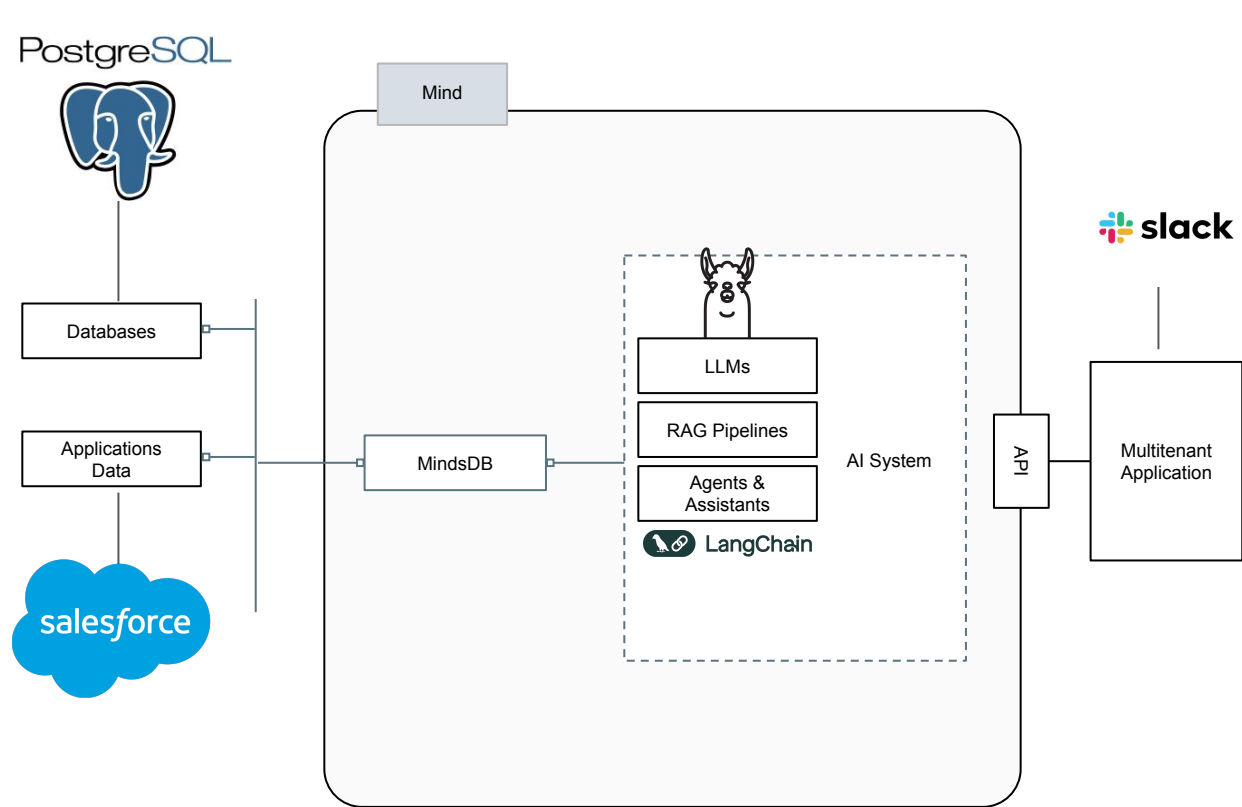 PostgreSQL
Mind
slack
Databases
LLMs
RAG Pipelines
Applications
Data
MindsDB
AI System
API
Multitenant
Application
Agents &
Assistants
LangChain
salesforce